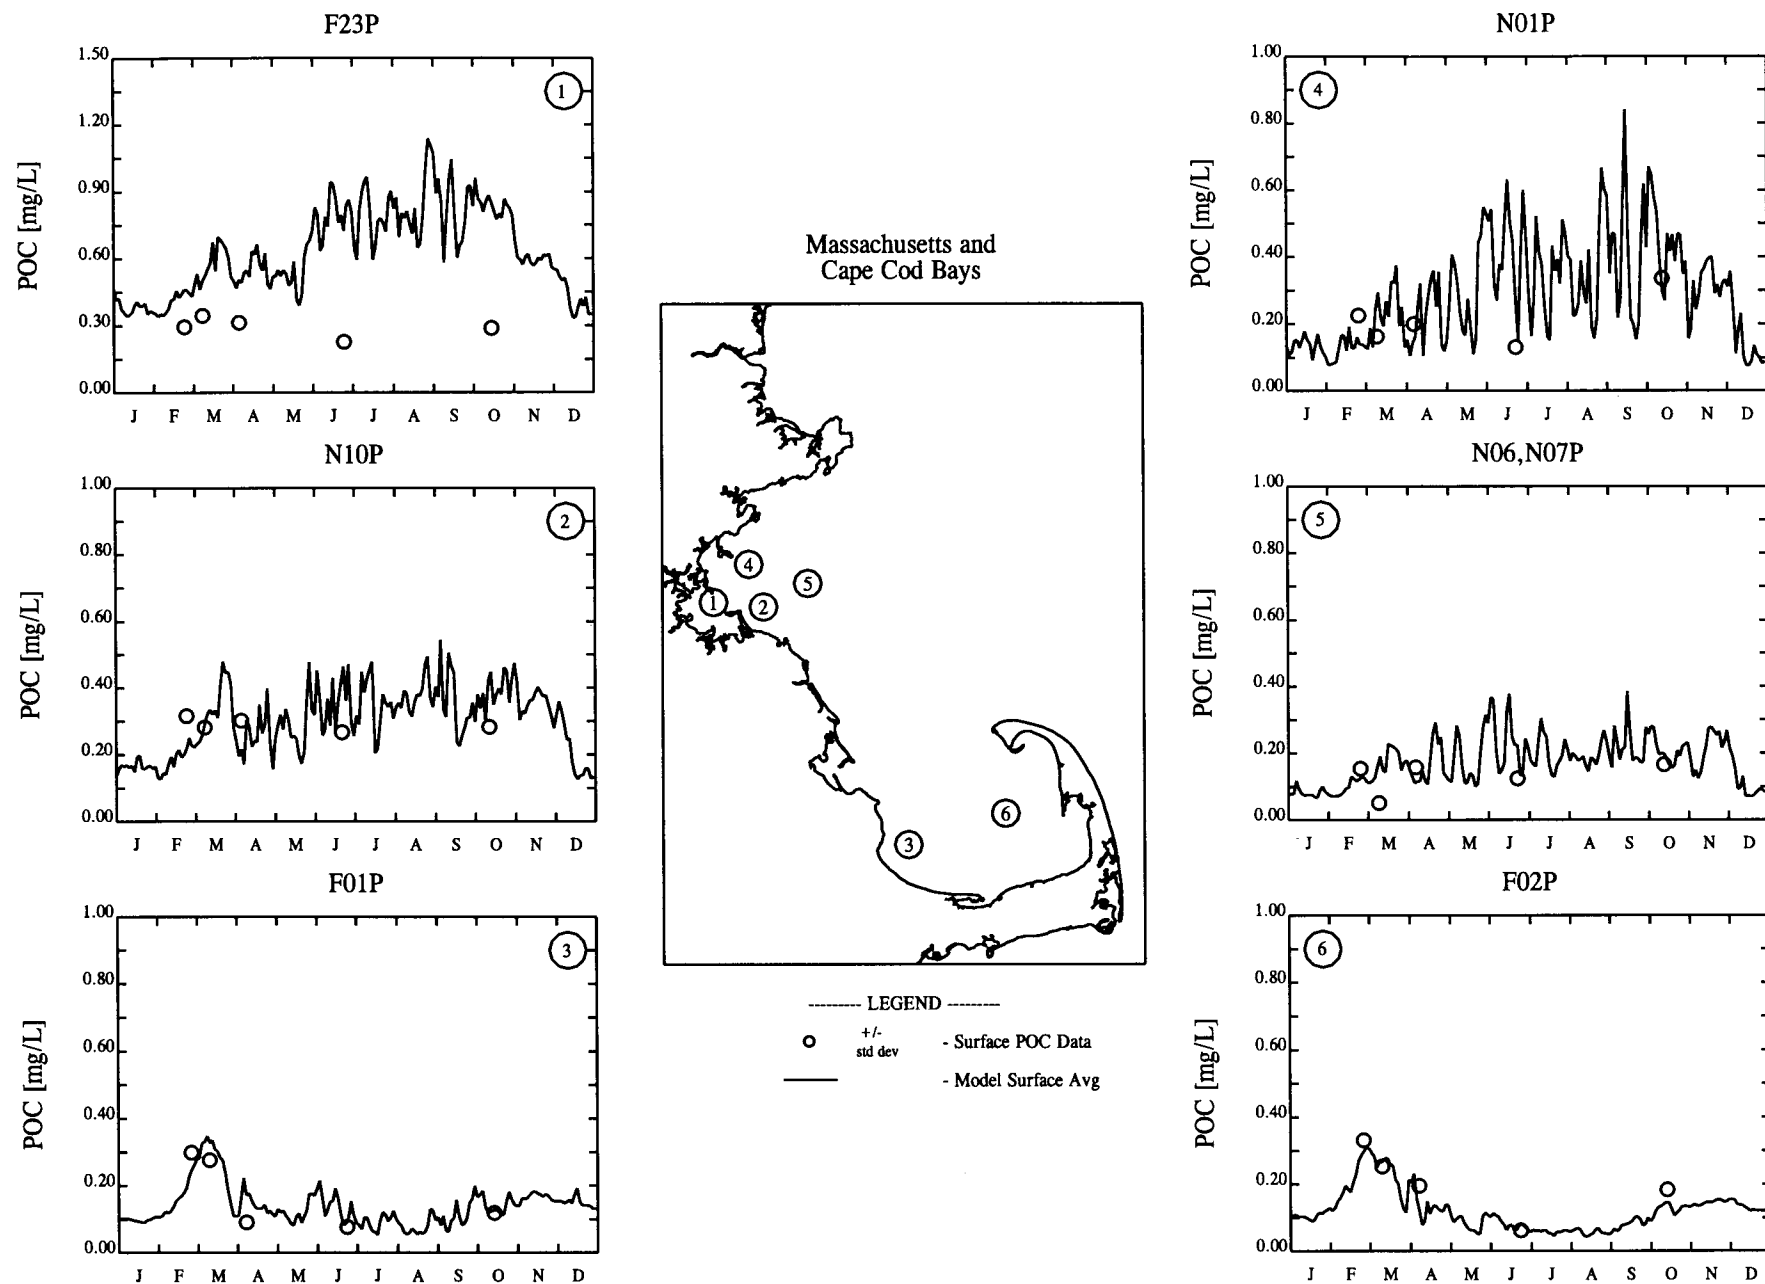 F23P
POC [mg/L]
1.50
1.20
0.90
0.60
0.30
0.00
1
J F M A M J J A S O N D
N10P
POC [mg/L]
1.00
0.80
0.60
0.40
0.20
0.00
2
J F M A M J J A S O N D
F01P
POC [mg/L]
1.00
0.80
0.60
0.40
0.20
0.00
3
J F M A M J J A S O N D
Massachusetts and
Cape Cod Bays
4
5
1
2
6
3
--------- LEGEND ---------
+/-
std dev - Surface POC Data
- Model Surface Avg
N01P
POC [mg/L]
1.00
0.80
0.60
0.40
0.20
0.00
4
J F M A M J J A S O N D
N06,N07P
POC [mg/L]
1.00
0.80
0.60
0.40
0.20
0.00
5
J F M A M J J A S O N D
F02P
POC [mg/L]
1.00
0.80
0.60
0.40
0.20
0.00
6
J F M A M J J A S O N D